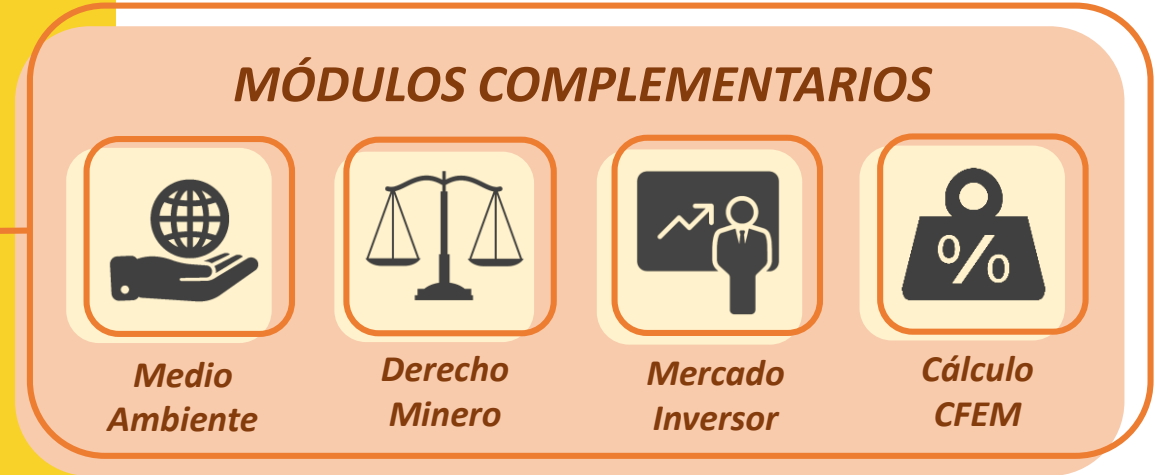 MÓDULOS COMPLEMENTARIOS
%
Medio
Ambiente
Derecho
Minero
Mercado
Inversor
Cálculo
CFEM